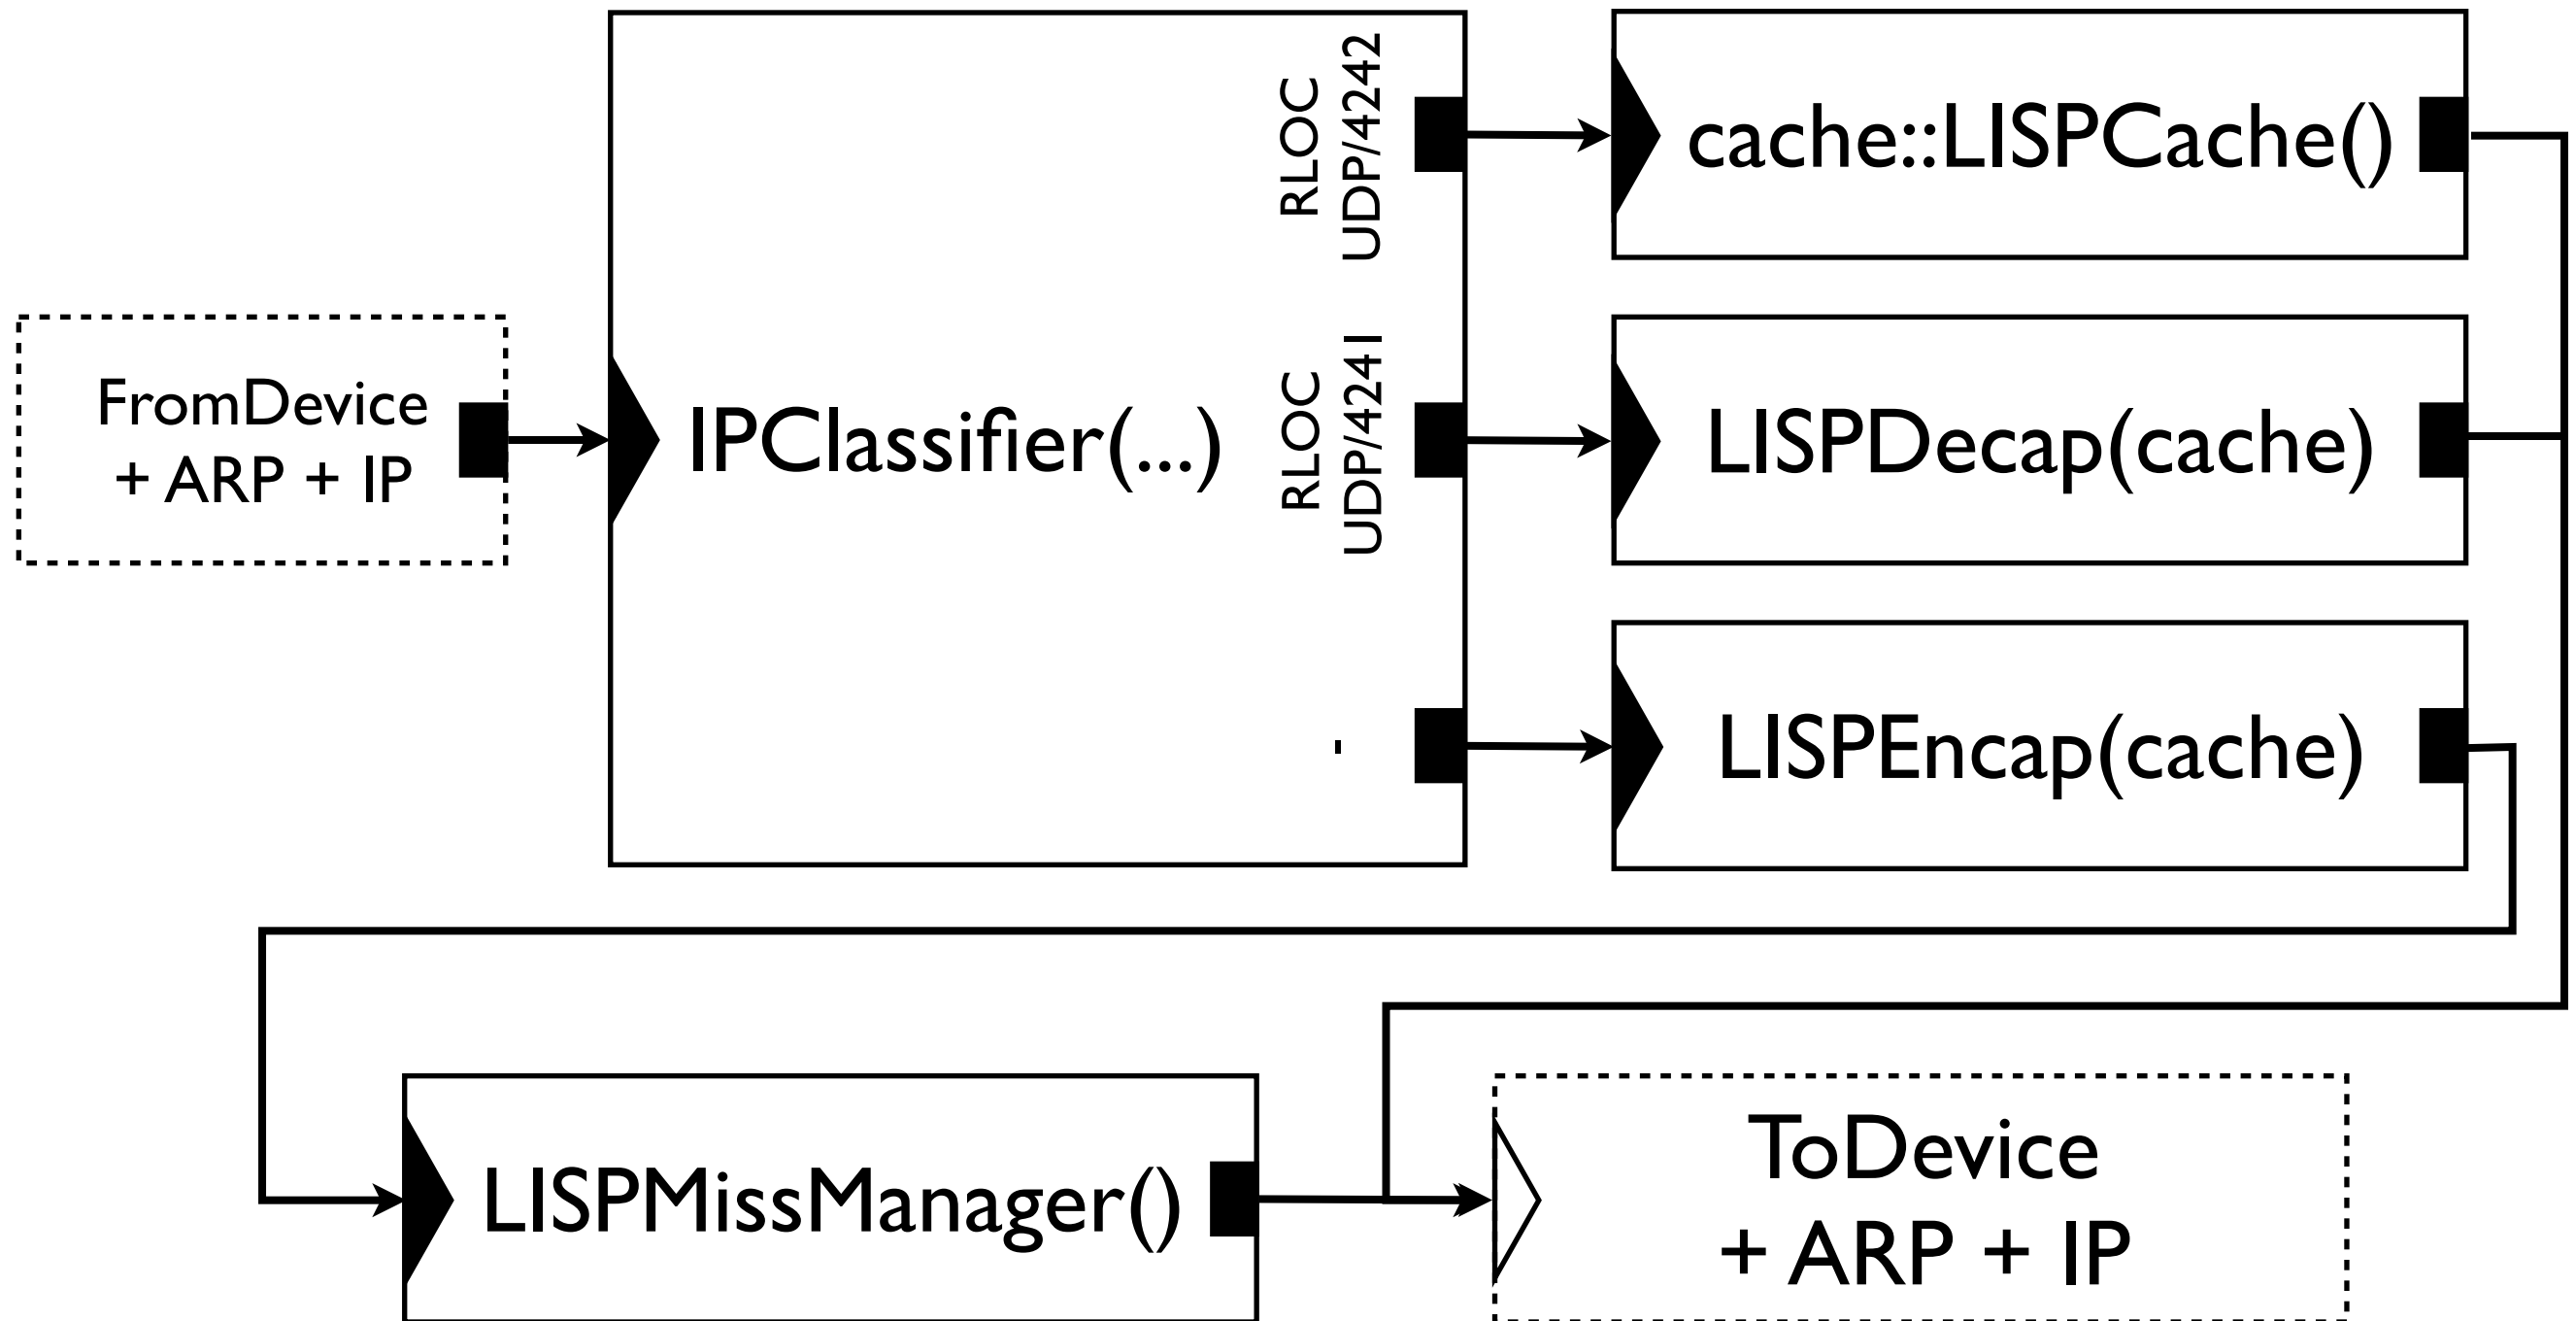 RLOC
UDP/4242
cache::LISPCache()
FromDevice
+ ARP + IP
IPClassifier(...)
RLOC
UDP/4241
LISPDecap(cache)
-
LISPEncap(cache)
LISPMissManager()
ToDevice
+ ARP + IP